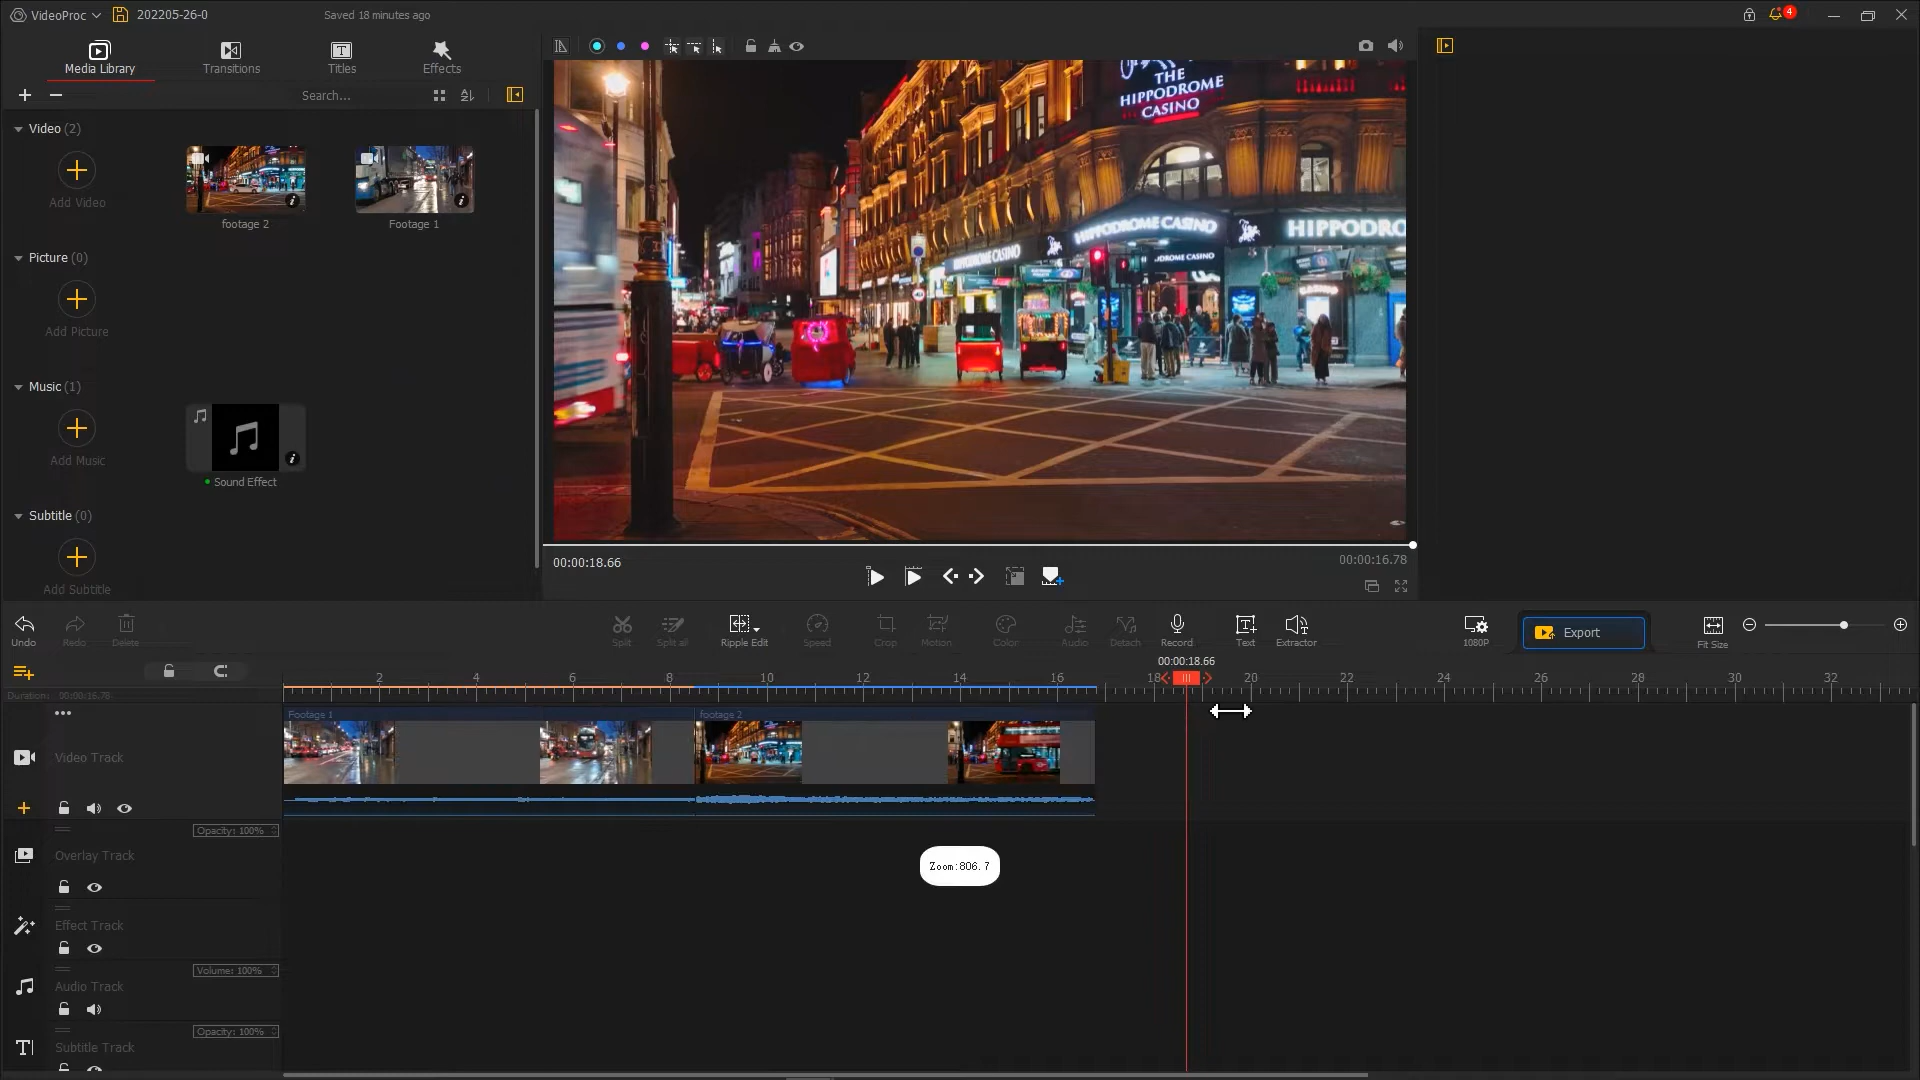 VideoProc
202205-26-0
Saved 18 minutes ago
4
Media Library
Transitions
Titles
Effects
Search...
Video (2)
Add Video
footage 2
Footage 1
Picture (0)
Add Picture
Music (1)
Add Music
Sound Effect
Subtitle (0)
Add Subtitle
THE
HIPPODROME
CASINO
HIPPODROME CASINO
HIPPODROME CASINO
HIPPODRO
00:00:18.66
00:00:16.78
Undo
Redo
Delete
Split
Split all
Ripple Edit
Speed
Crop
Motion
Color
Audio
Detach
Record
Text
Extractor
1080P
Export
Fit Size
00:00:18.66
2 4 6 8 10 12 14 16 18 20 22 24 26 28 30 32
Duration: 00:00:16.78
Footage 1
footage 2
Video Track
Opacity: 100%
Overlay Track
Zoom:806.7
Effect Track
Volume: 100%
Audio Track
Opacity: 100%
Subtitle Track